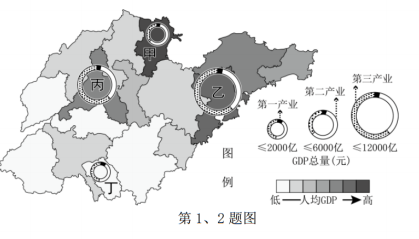 甲
丙
乙
丁
第三产业
第二产业
第一产业
≤2000亿 ≤6000亿 ≤12000亿
GDP总量(元)
图
例
低 人均GDP 高
第1、2题图